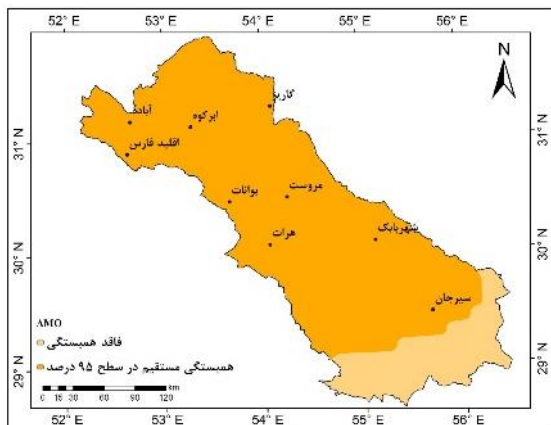 52° E 53° E 54° E 55° E 56° E
N
31° N
30° N
29° N
31° N
30° N
29° N
کاریز
آباده
ابرکوه
اقلید فارس
بوانات
مروست
هرات
شهربابک
سیرجان
AMO
فاقد همبستگی
همبستگی مستقیم در سطح ۹۵ درصد
0 15 30 60 90 120 km
52° E 53° E 54° E 55° E 56° E